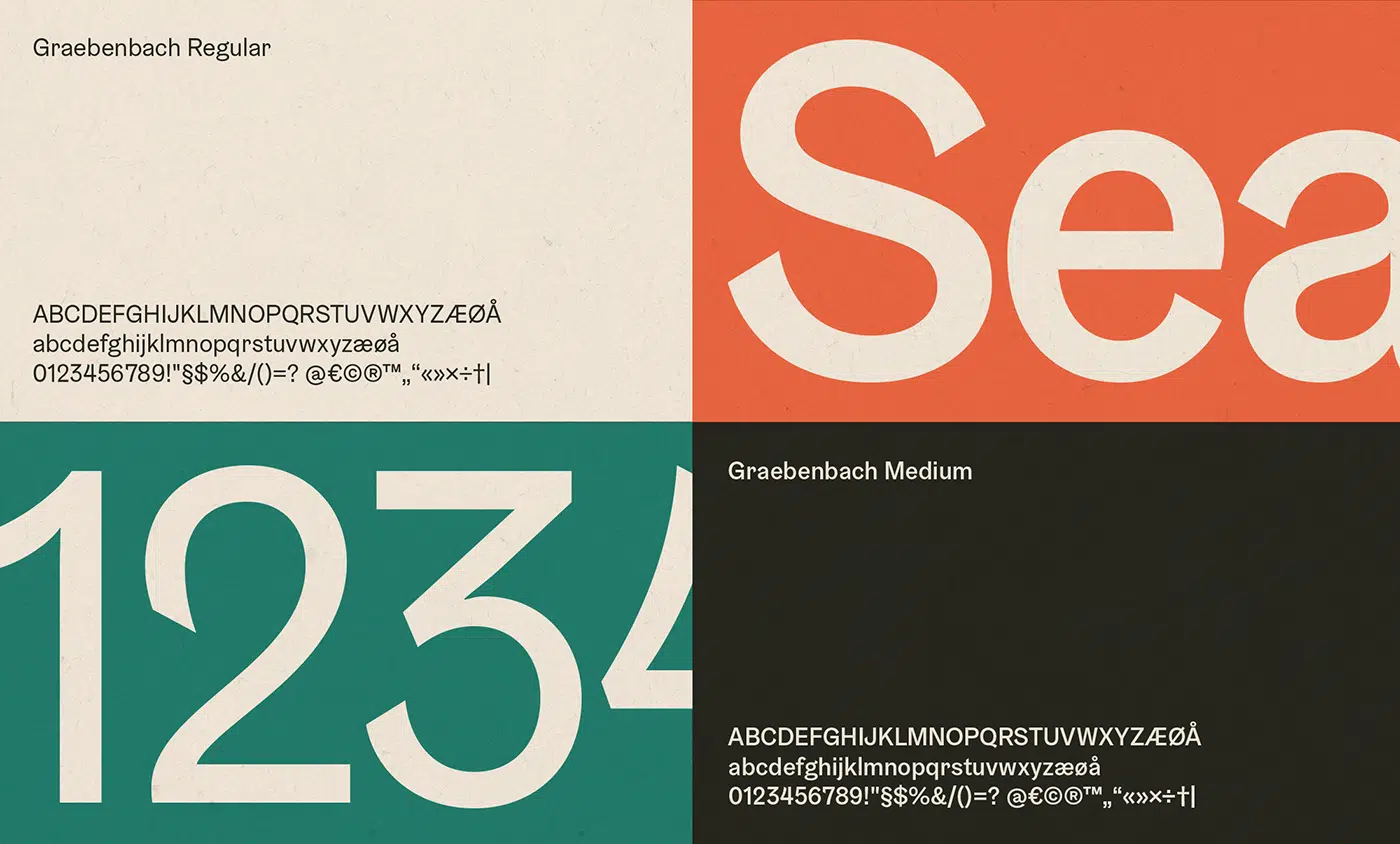 Graebenbach Regular
ABCDEFGHIJKLMNOPQRSTUVWXYZÆØÅ
abcdefghijklmnopqrstuvwxyzæøå
0123456789!"§$%&/()=? @€©®™„“«»×÷†|
Sea
1234
Graebenbach Medium
ABCDEFGHIJKLMNOPQRSTUVWXYZÆØÅ
abcdefghijklmnopqrstuvwxyzæøå
0123456789!"§$%&/()=? @€©®™„“«»×÷†|